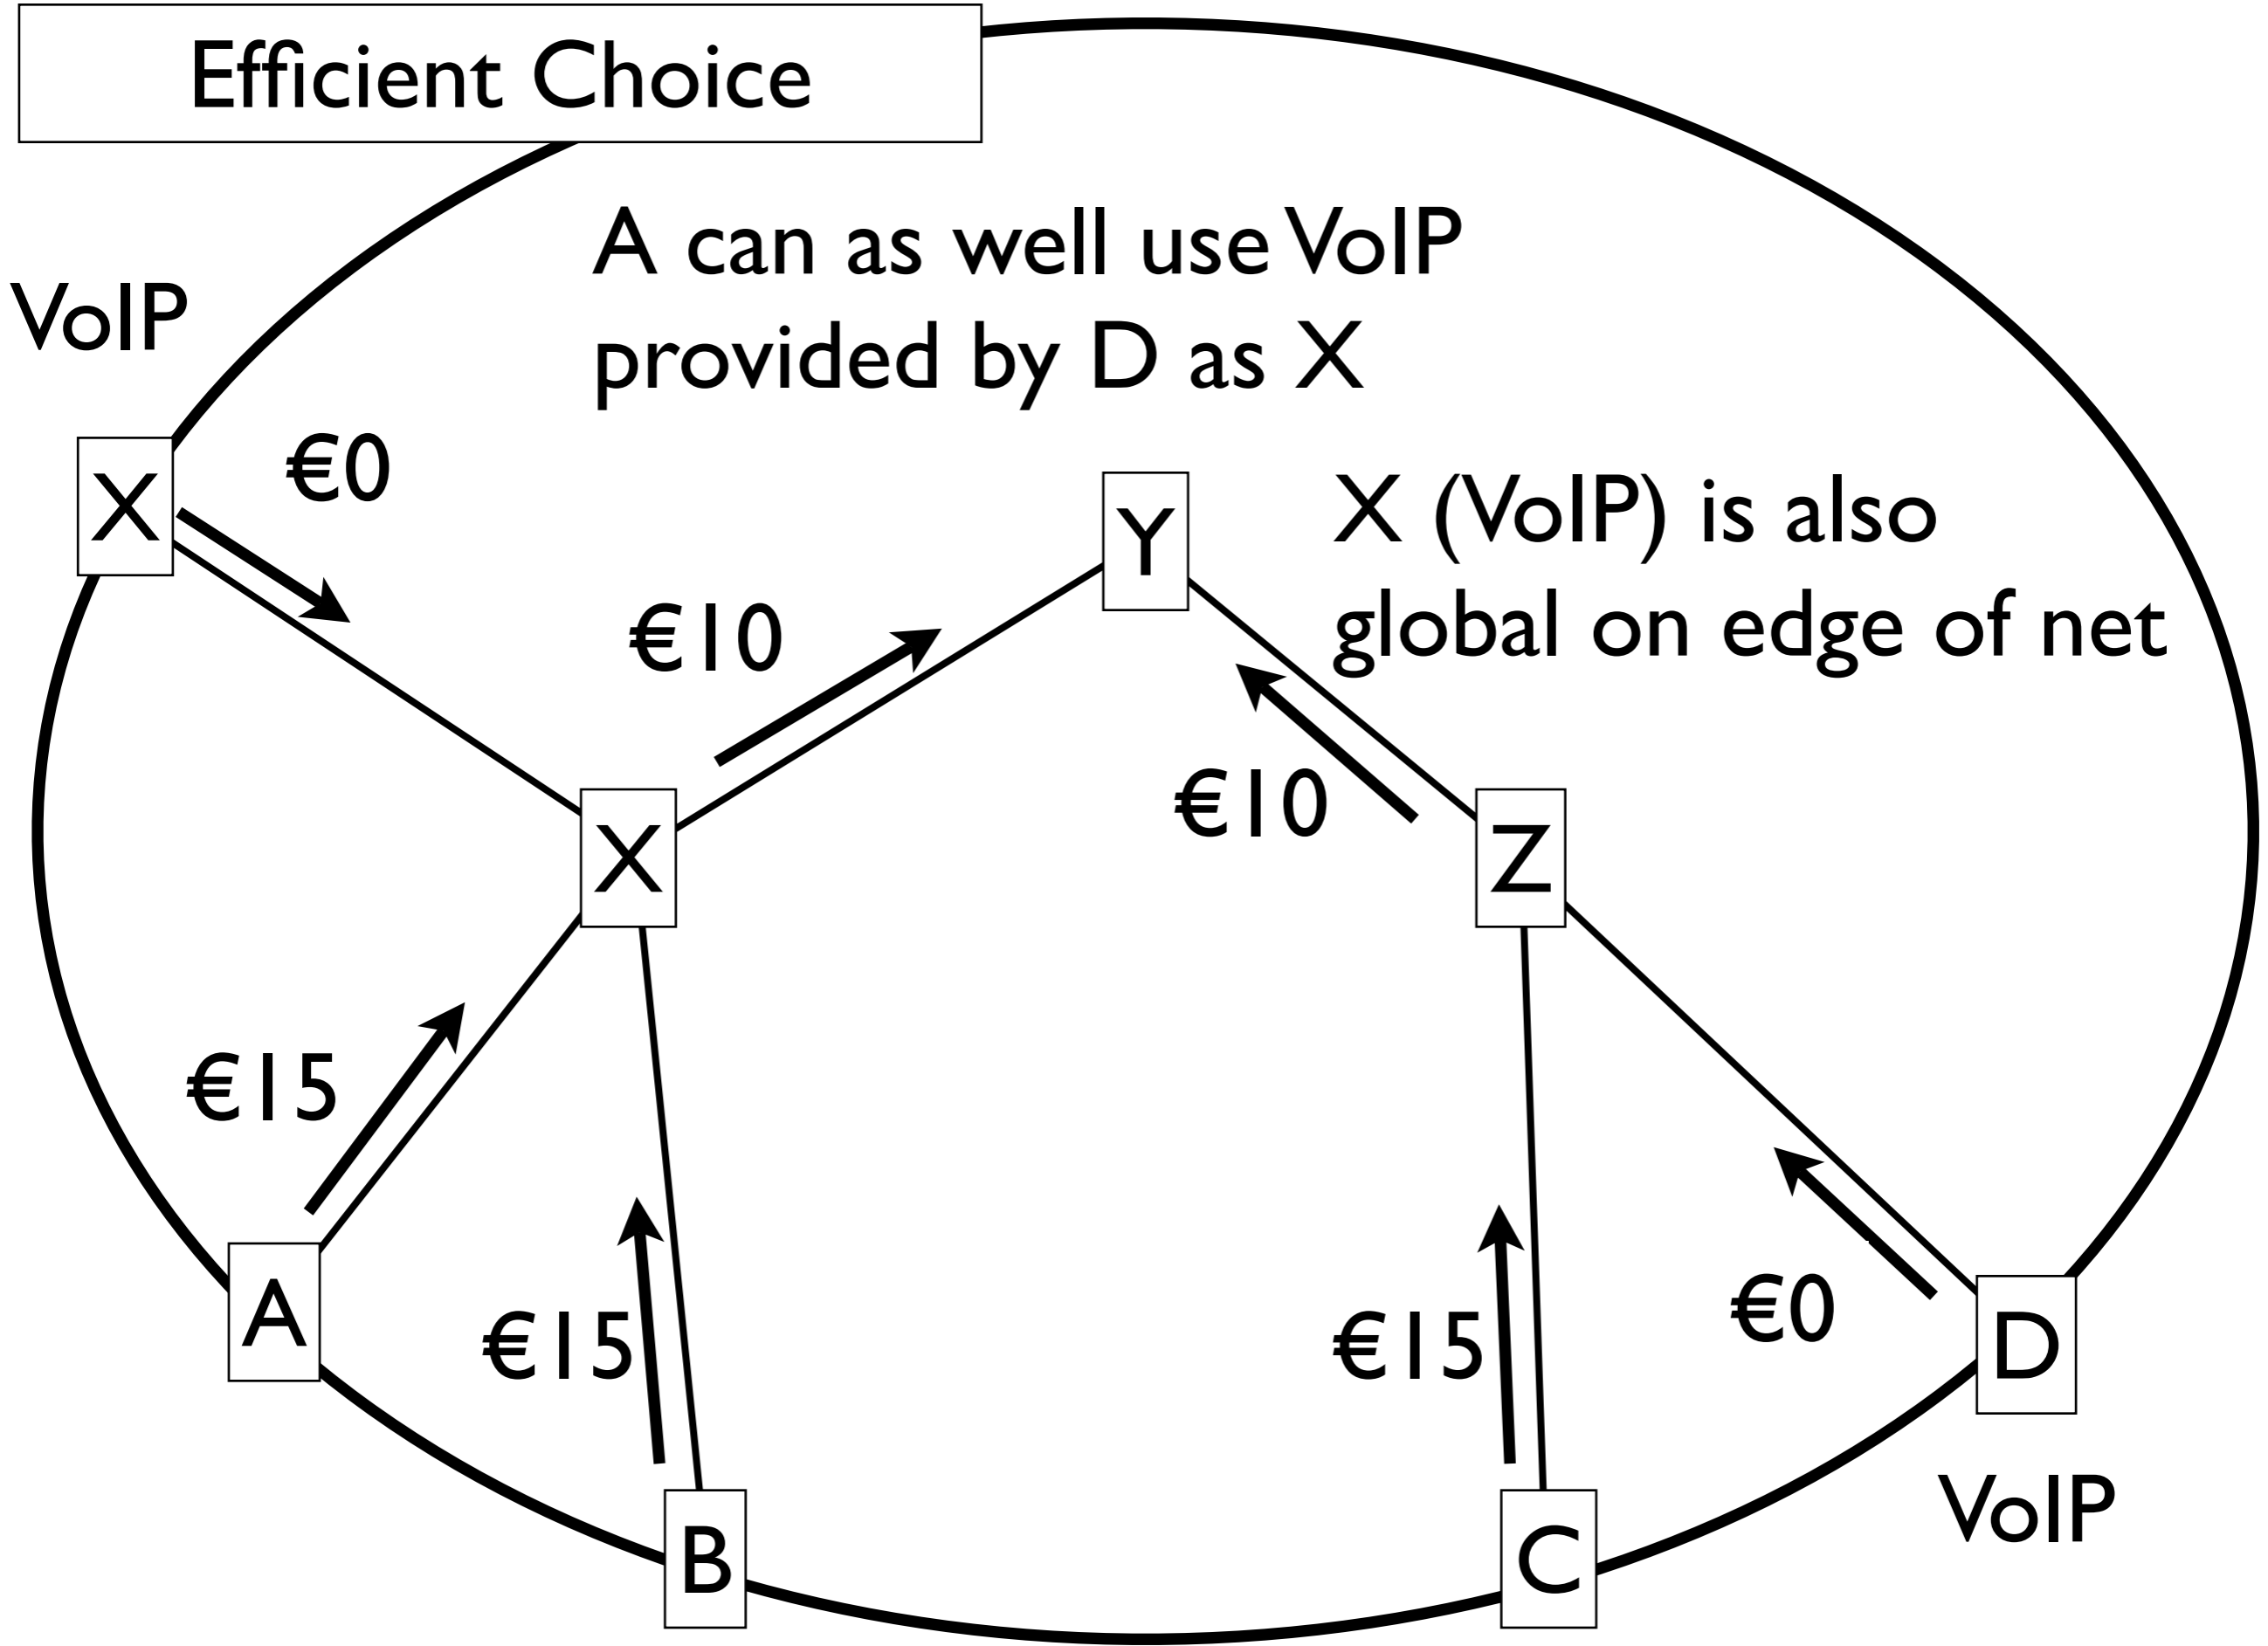 Efficient Choice
A can as well use VoIP
provided by D as X
VoIP
X
€0
Y
X (VoIP) is also
global on edge of net
€10
€10
X
Z
€15
A
€15
€15
€0
D
B
C
VoIP